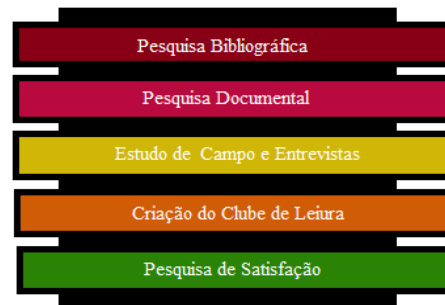 Pesquisa Bibliográfica
Pesquisa Documental
Estudo de Campo e Entrevistas
Criação do Clube de Leiura
Pesquisa de Satisfação